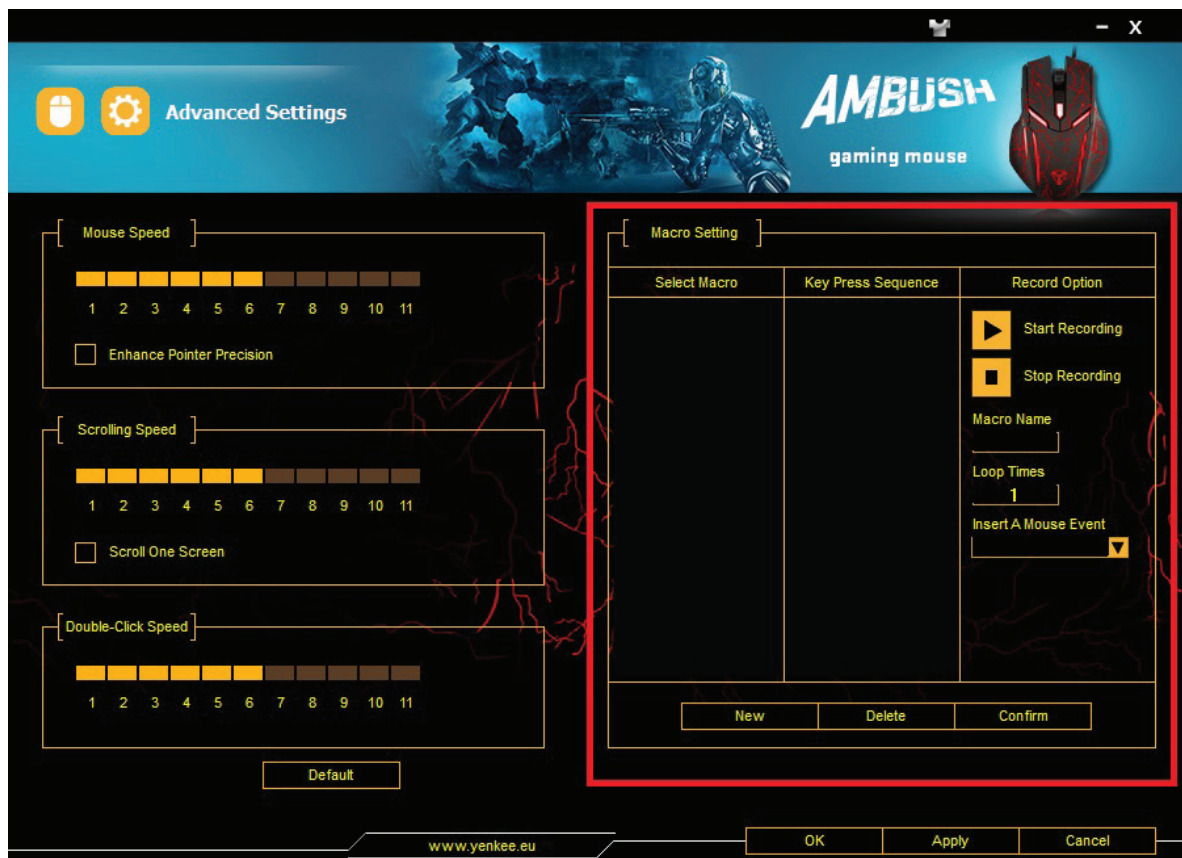 X
Advanced Settings
AMBUSH
gaming mouse
Mouse Speed
1 2 3 4 5 6 7 8 9 10 11
Enhance Pointer Precision
Scrolling Speed
1 2 3 4 5 6 7 8 9 10 11
Scroll One Screen
Double-Click Speed
1 2 3 4 5 6 7 8 9 10 11
Default
Macro Setting
Select Macro Key Press Sequence Record Option
Start Recording
Stop Recording
Macro Name
Loop Times
1
Insert A Mouse Event
New Delete Confirm
www.yenkee.eu
OK Apply Cancel